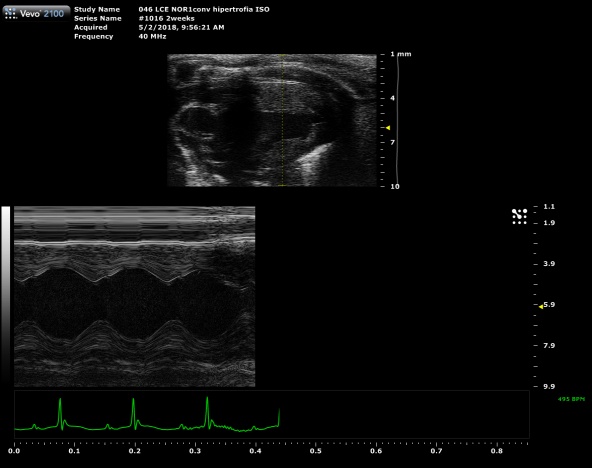 Vevo 2100
Study Name 046 LCE NOR1conv hipertrofia ISO
Series Name #1016 2weeks
Acquired 5/2/2018, 9:56:21 AM
Frequency 40 MHz
1 mm
4
7
10
1.1
1.9
3.9
5.9
7.9
9.9
495 BPM
0.0 0.1 0.2 0.3 0.4 0.5 0.6 0.7 0.8